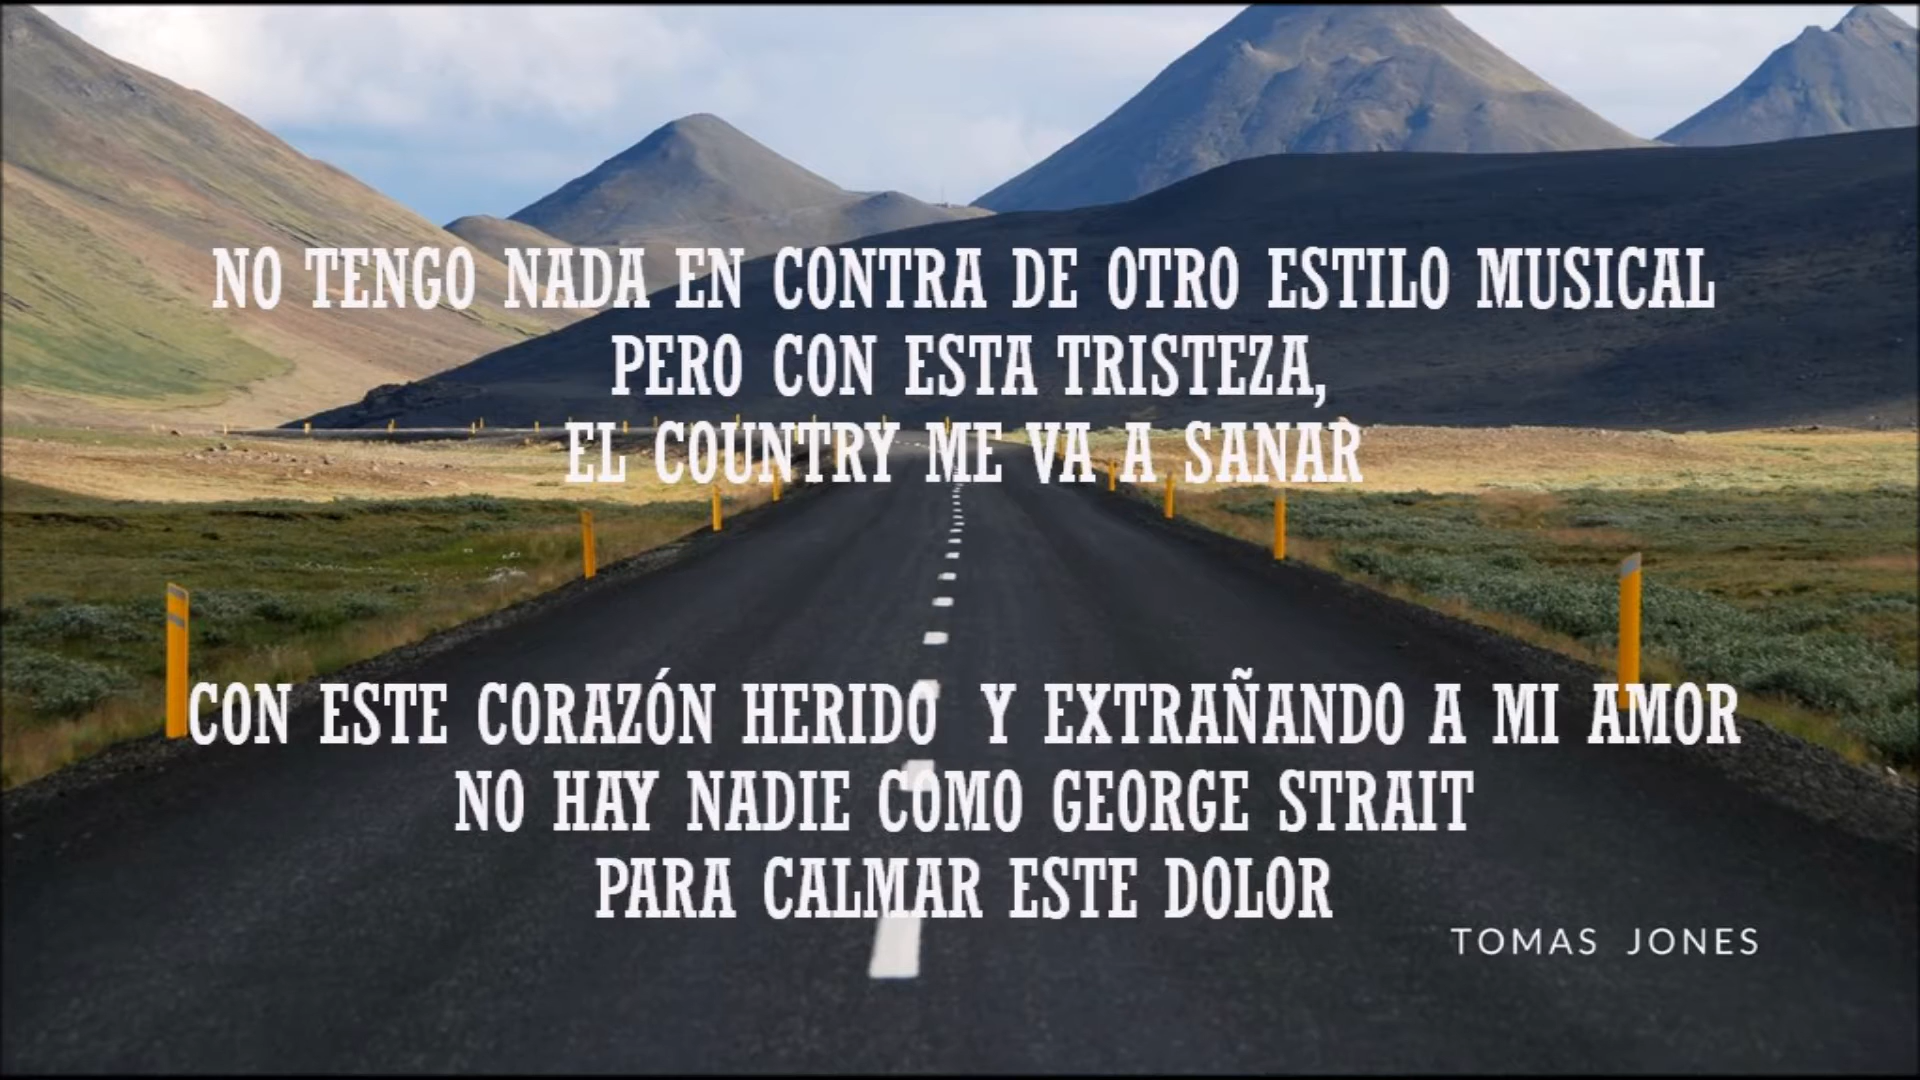 NO TENGO NADA EN CONTRA DE OTRO ESTILO MUSICAL
PERO CON ESTA TRISTEZA,
EL COUNTRY ME VA A SANAR
CON ESTE CORAZÓN HERIDO Y EXTRAÑANDO A MI AMOR
NO HAY NADIE COMO GEORGE STRAIT
PARA CALMAR ESTE DOLOR
TOMAS JONES